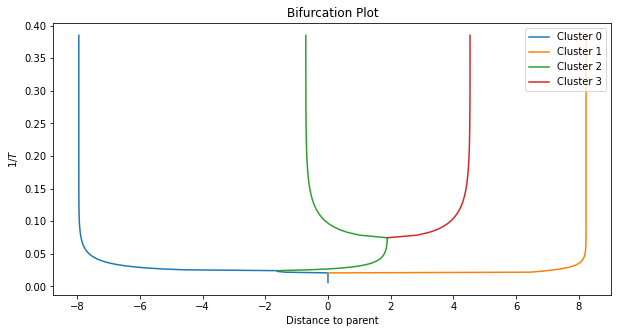 Bifurcation Plot
Cluster 0
Cluster 1
Cluster 2
Cluster 3
0.40
0.35
0.30
0.25
0.20
0.15
0.10
0.05
0.00
1/T
−8 −6 −4 −2 0 2 4 6 8
Distance to parent